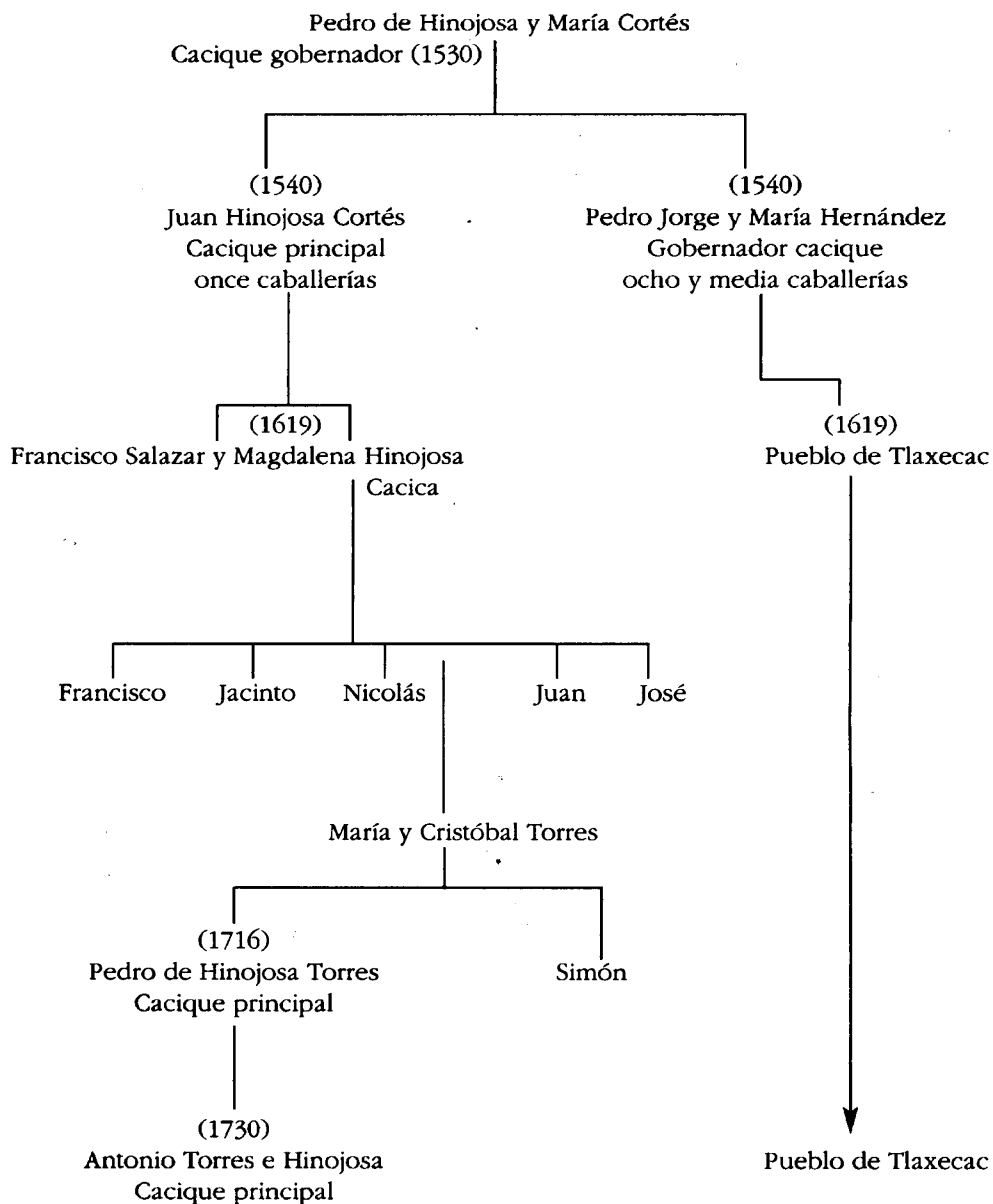 Pedro de Hinojosa y María Cortés
Cacique gobernador (1530)
(1540)
Juan Hinojosa Cortés
Cacique principal
once caballerías
(1540)
Pedro Jorge y María Hernández
Gobernador cacique
ocho y media caballerías
(1619)
Francisco Salazar y Magdalena Hinojosa
Cacica
(1619)
Pueblo de Tlaxecac
Francisco
Jacinto
Nicolás
Juan
José
María y Cristóbal Torres
(1716)
Pedro de Hinojosa Torres
Cacique principal
Simón
(1730)
Antonio Torres e Hinojosa
Cacique principal
Pueblo de Tlaxecac